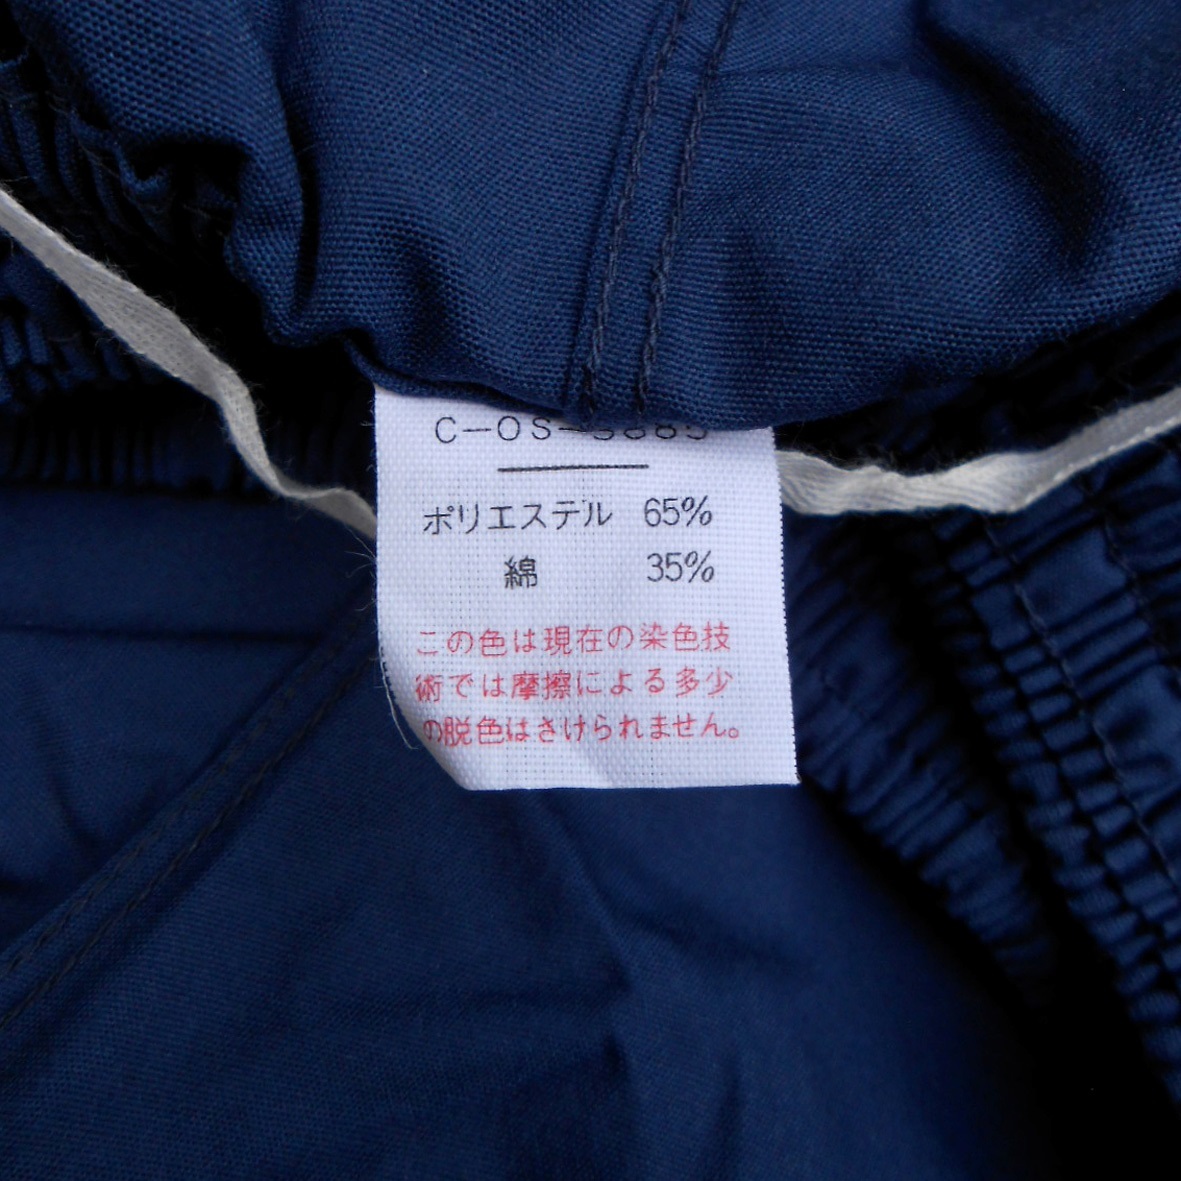 C-OS-3885
ポリエステル 65%
綿 35%
この色は現在の染色技
術では摩擦による多少
の脱色はさけられません。